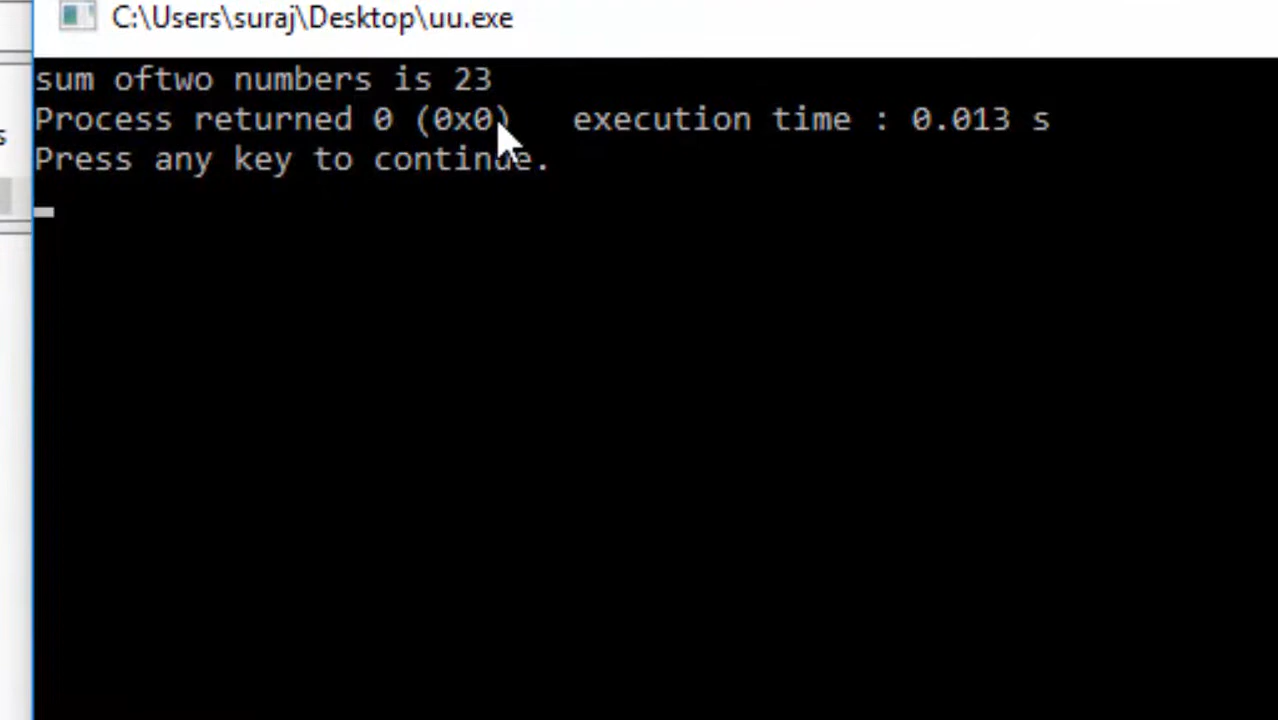 C:\Users\suraj\Desktop\uu.exe
sum oftwo numbers is 23
Process returned 0 (0x0)   execution time : 0.013 s
Press any key to continue.
s